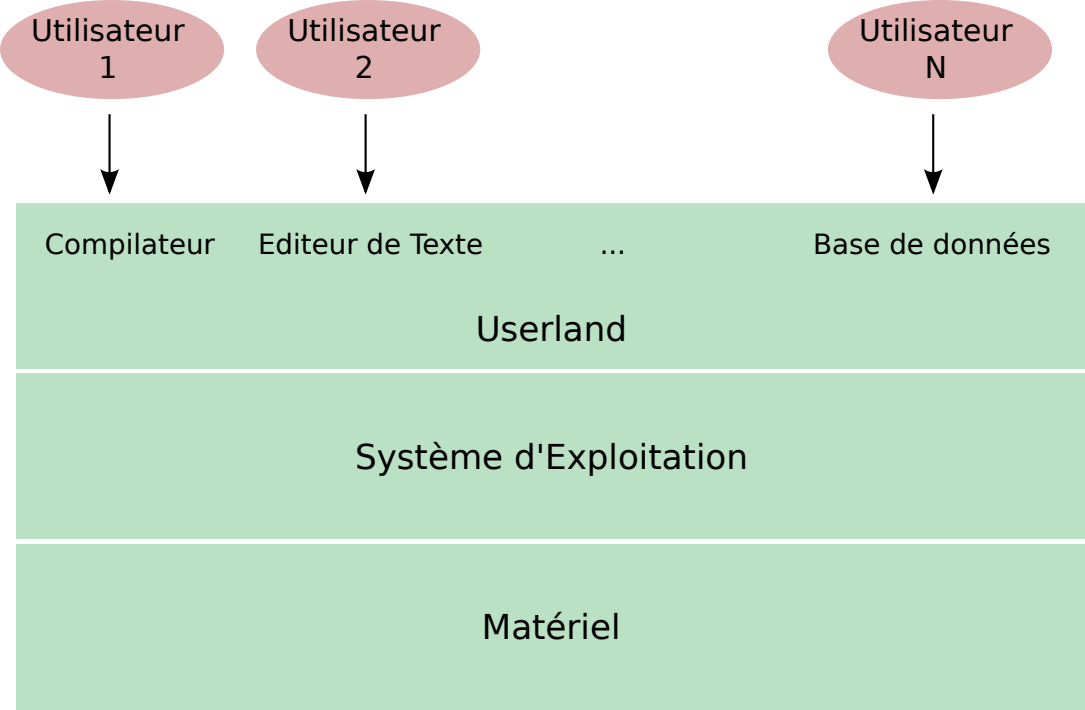 Utilisateur
1
Utilisateur
2
Utilisateur
N
Compilateur
Editeur de Texte
...
Base de données
Userland
Système d'Exploitation
Matériel